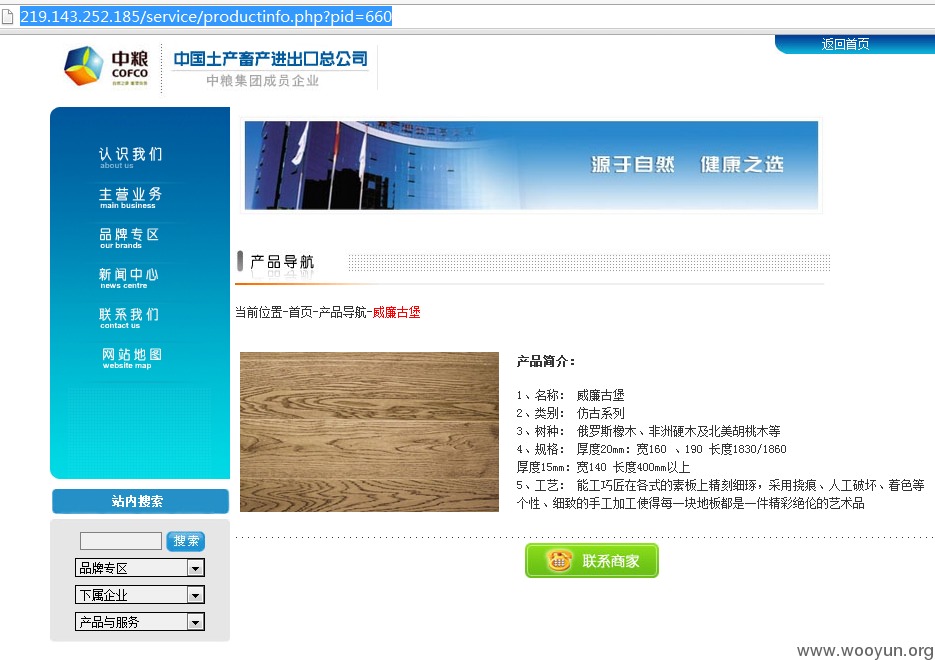 219.143.252.185/service/productinfo.php?pid=660
返回首页
中粮
COFCO
中国土产畜产进出口总公司
中粮集团成员企业
认识我们
about us
主营业务
main business
品牌专区
our brands
新闻中心
news centre
联系我们
contact us
网站地图
website map
源于自然 健康之选
产品导航
当前位置-首页-产品导航-威廉古堡
产品简介:
1、名称: 威廉古堡
2、类别: 仿古系列
3、树种: 俄罗斯橡木、非洲硬木及北美胡桃木等
4、规格: 厚度20mm:宽160 、190 长度1830/1860
厚度15mm:宽140 长度400mm以上
5、工艺: 能工巧匠在各式的素板上精刻细琢,采用挠痕、人工破坏、着色等
个性、细致的手工加工使得每一块地板都是一件精彩绝伦的艺术品
联系商家
站内搜索
搜索
品牌专区
下属企业
产品与服务
www.wooyun.org